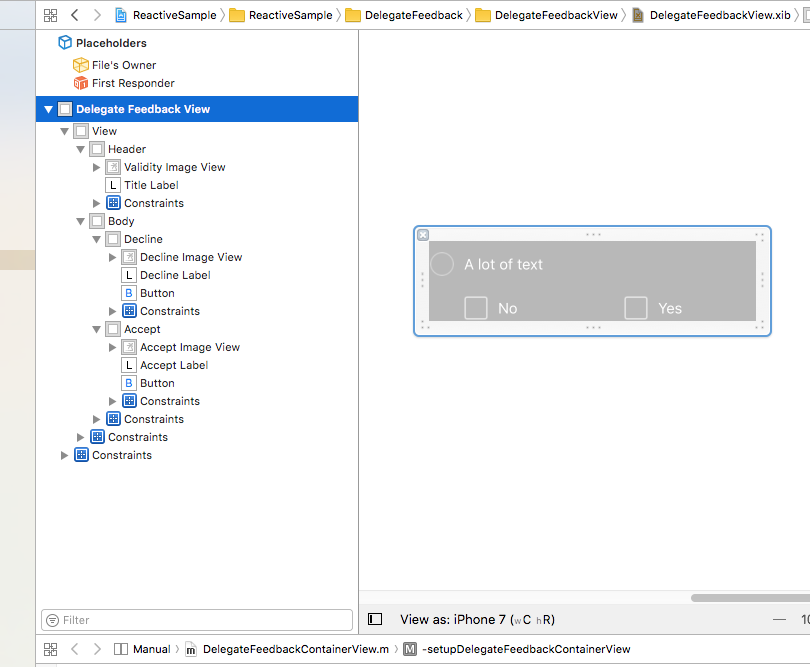 ReactiveSample ReactiveSample DelegateFeedback DelegateFeedbackView DelegateFeedbackView.xib
Placeholders
File's Owner
First Responder
Delegate Feedback View
View
Header
Validity Image View
L Title Label
Constraints
Body
Decline
Decline Image View
L Decline Label
B Button
Constraints
Accept
Accept Image View
L Accept Label
B Button
Constraints
Constraints
Constraints
Constraints
A lot of text
No Yes
Filter
View as: iPhone 7 (wC hR) — 10
Manual m DelegateFeedbackContainerView.m M -setupDelegateFeedbackContainerView